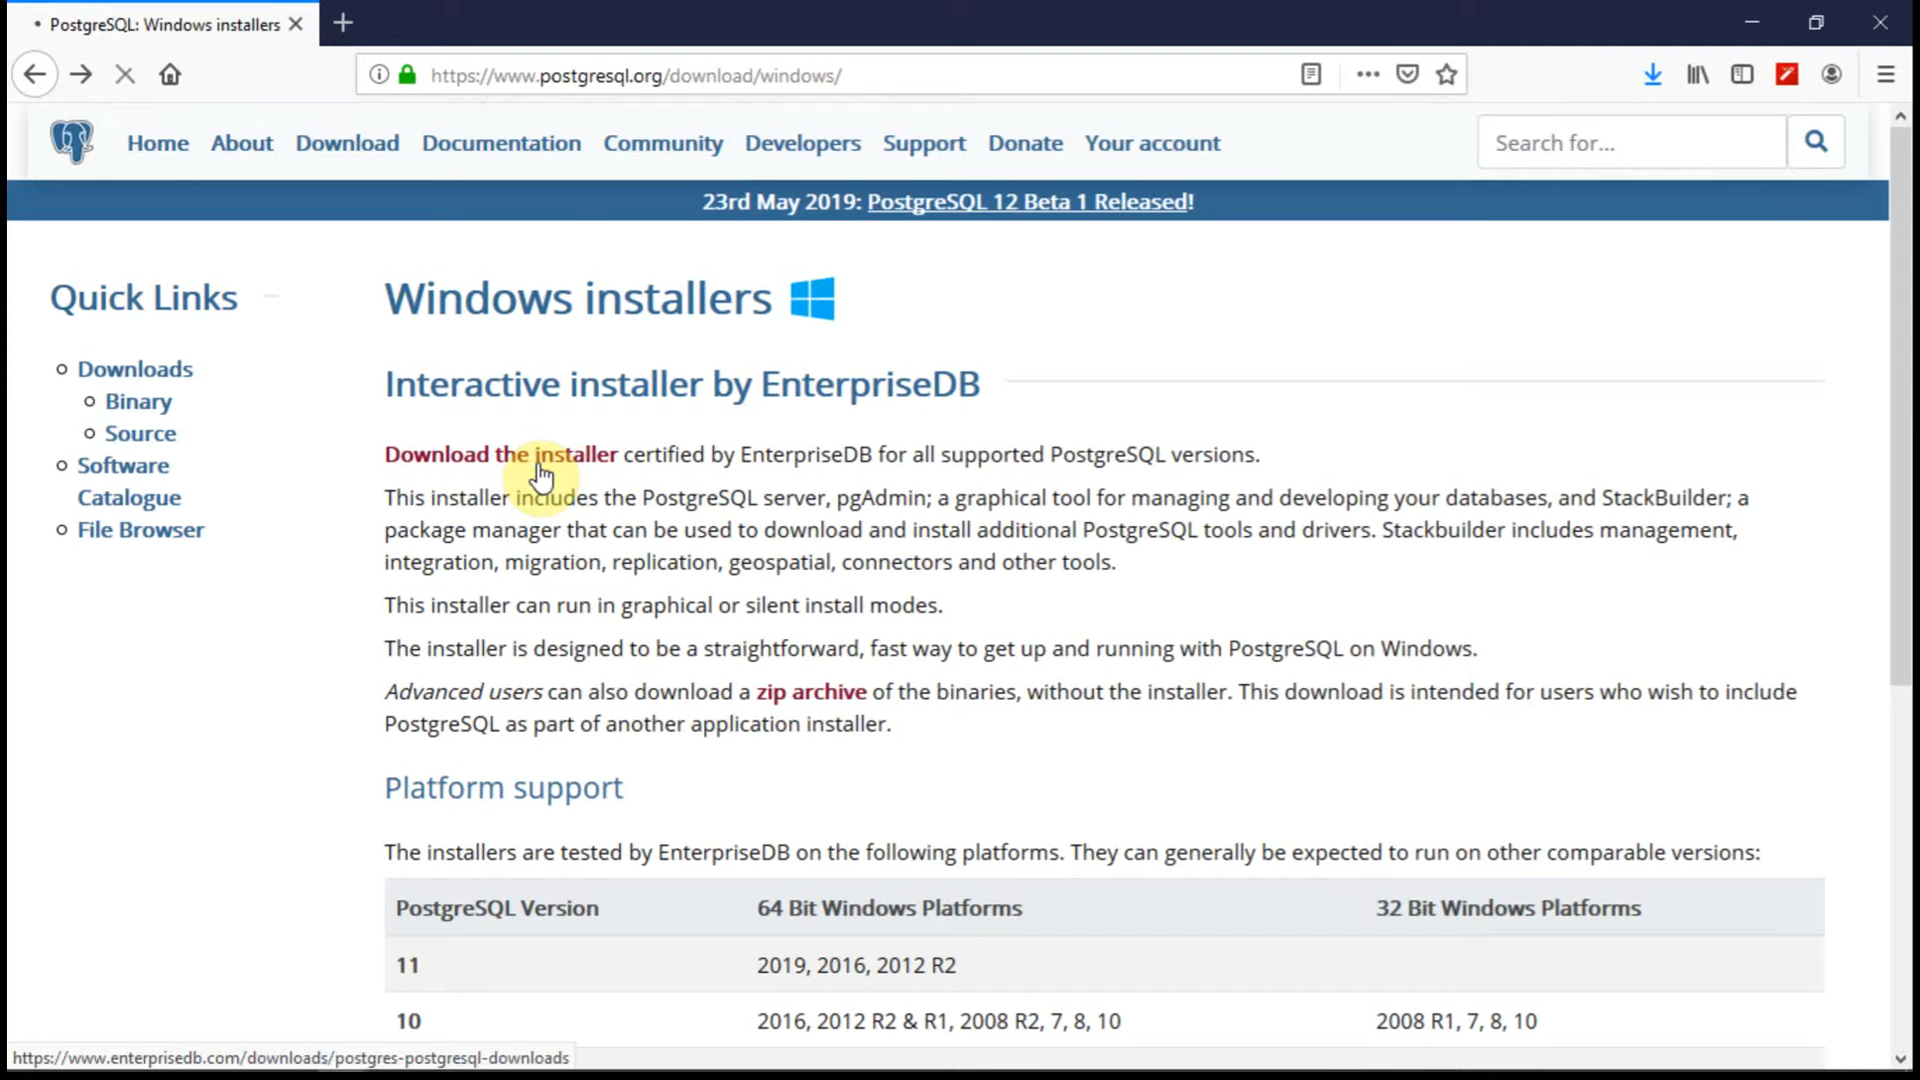 PostgreSQL: Windows installers
https://www.postgresql.org/download/windows/
Home About Download Documentation Community Developers Support Donate Your account
Search for...
23rd May 2019: PostgreSQL 12 Beta 1 Released!
Quick Links
Downloads
Binary
Source
Software
Catalogue
File Browser
Windows installers
Interactive installer by EnterpriseDB
Download the installer certified by EnterpriseDB for all supported PostgreSQL versions.
This installer includes the PostgreSQL server, pgAdmin; a graphical tool for managing and developing your databases, and StackBuilder; a
package manager that can be used to download and install additional PostgreSQL tools and drivers. Stackbuilder includes management,
integration, migration, replication, geospatial, connectors and other tools.
This installer can run in graphical or silent install modes.
The installer is designed to be a straightforward, fast way to get up and running with PostgreSQL on Windows.
Advanced users can also download a zip archive of the binaries, without the installer. This download is intended for users who wish to include
PostgreSQL as part of another application installer.
Platform support
The installers are tested by EnterpriseDB on the following platforms. They can generally be expected to run on other comparable versions:
PostgreSQL Version 64 Bit Windows Platforms 32 Bit Windows Platforms
11 2019, 2016, 2012 R2
10 2016, 2012 R2 & R1, 2008 R2, 7, 8, 10 2008 R1, 7, 8, 10
https://www.enterprisedb.com/downloads/postgres-postgresql-downloads